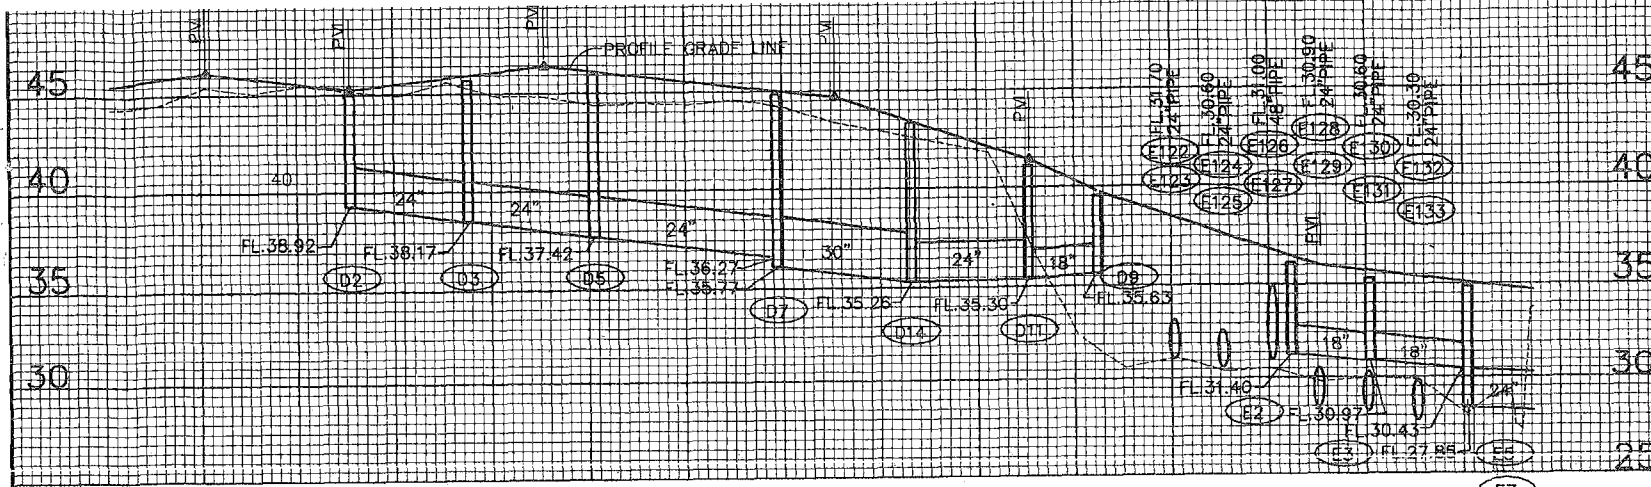 PVI
PVI
PVI
PVI
PROFILE GRADE LINE
45
45
PVI
FL.31.70
24"PIPE
FL.30.60
24"PIPE
FL.31.00
48"PIPE
FL.30.90
24"PIPE
FL.30.60
24"PIPE
FL.30.30
24"PIPE
E122
E124
E126
E128
E130
E132
E123
E125
E127
E129
E131
E133
40
40
40
24"
24"
24"
30"
24"
18"
PVI
FL.38.92
FL.38.17
FL.37.42
FL.36.27
FL.35.77
FL.35.26
FL.35.30
FL.35.63
35
35
D2
D3
D5
D7
D14
D11
D9
30
30
18"
18"
24"
FL.31.40
E2
FL.30.97
FL.30.43
E3
FL.27.85
E5
25